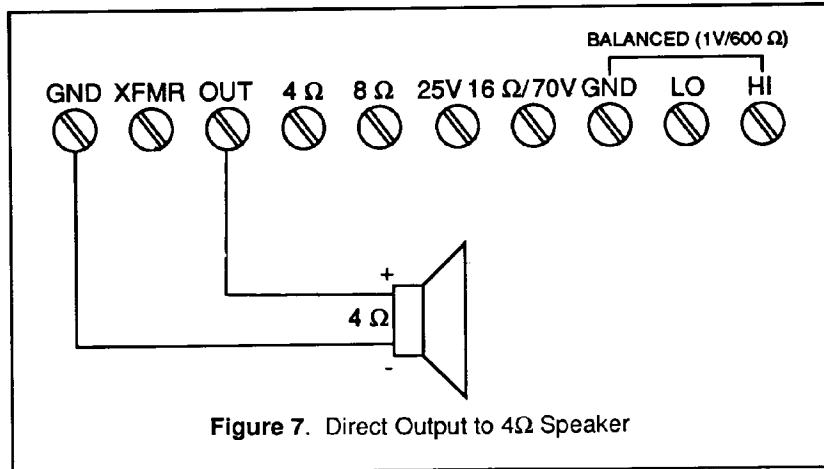 BALANCED (1V/600 Ω)
GND XFMR OUT 4 Ω 8 Ω 25V 16 Ω/70V GND LO HI
+
4 Ω
-
Figure 7. Direct Output to 4Ω Speaker